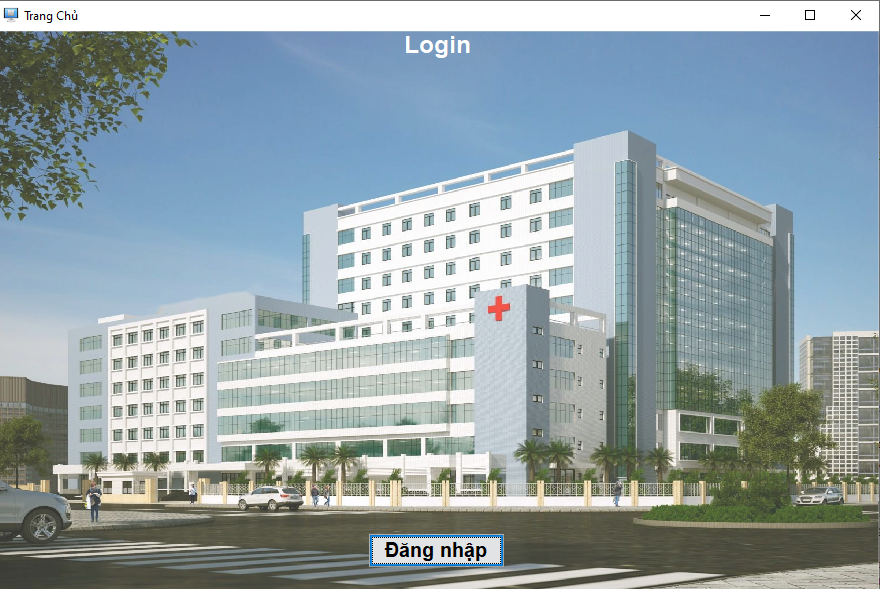 Trang Chủ
Login
Đăng nhập